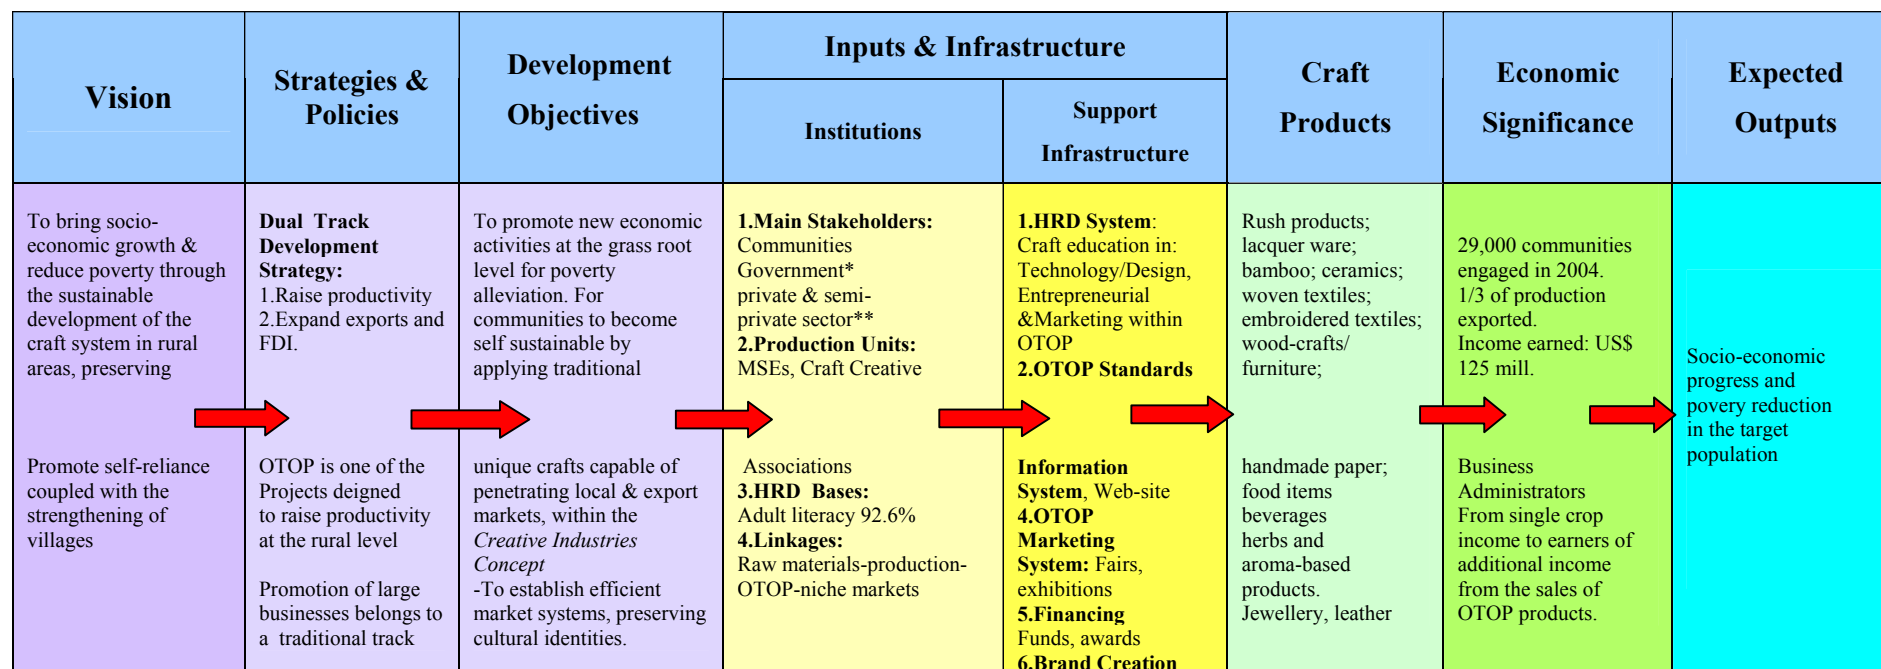 Vision
Strategies &
Policies
Development
Objectives
Inputs & Infrastructure
Institutions
Support
Infrastructure
Craft
Products
Economic
Significance
Expected
Outputs
To bring socio-
economic growth &
reduce poverty through
the sustainable
development of the
craft system in rural
areas, preserving
Promote self-reliance
coupled with the
strengthening of
villages
Dual Track
Development
Strategy:
1.Raise productivity
2.Expand exports and
FDI.
OTOP is one of the
Projects deigned
to raise productivity
at the rural level
Promotion of large
businesses belongs to
a traditional track
To promote new economic
activities at the grass root
level for poverty
alleviation. For
communities to become
self sustainable by
applying traditional
unique crafts capable of
penetrating local & export
markets, within the
Creative Industries
Concept
-To establish efficient
market systems, preserving
cultural identities.
1.Main Stakeholders:
Communities
Government*
private & semi-
private sector**
2.Production Units:
MSEs, Craft Creative
Associations
3.HRD Bases:
Adult literacy 92.6%
4.Linkages:
Raw materials-production-
OTOP-niche markets
1.HRD System:
Craft education in:
Technology/Design,
Entrepreneurial
&Marketing within
OTOP
2.OTOP Standards
Information
System, Web-site
4.OTOP
Marketing
System: Fairs,
exhibitions
5.Financing
Funds, awards
6.Brand Creation
Rush products;
lacquer ware;
bamboo; ceramics;
woven textiles;
embroidered textiles;
wood-crafts/
furniture;
handmade paper;
food items
beverages
herbs and
aroma-based
products.
Jewellery, leather
29,000 communities
engaged in 2004.
1/3 of production
exported.
Income earned: US$
125 mill.
Business
Administrators
From single crop
income to earners of
additional income
from the sales of
OTOP products.
Socio-economic
progress and
povery reduction
in the target
population